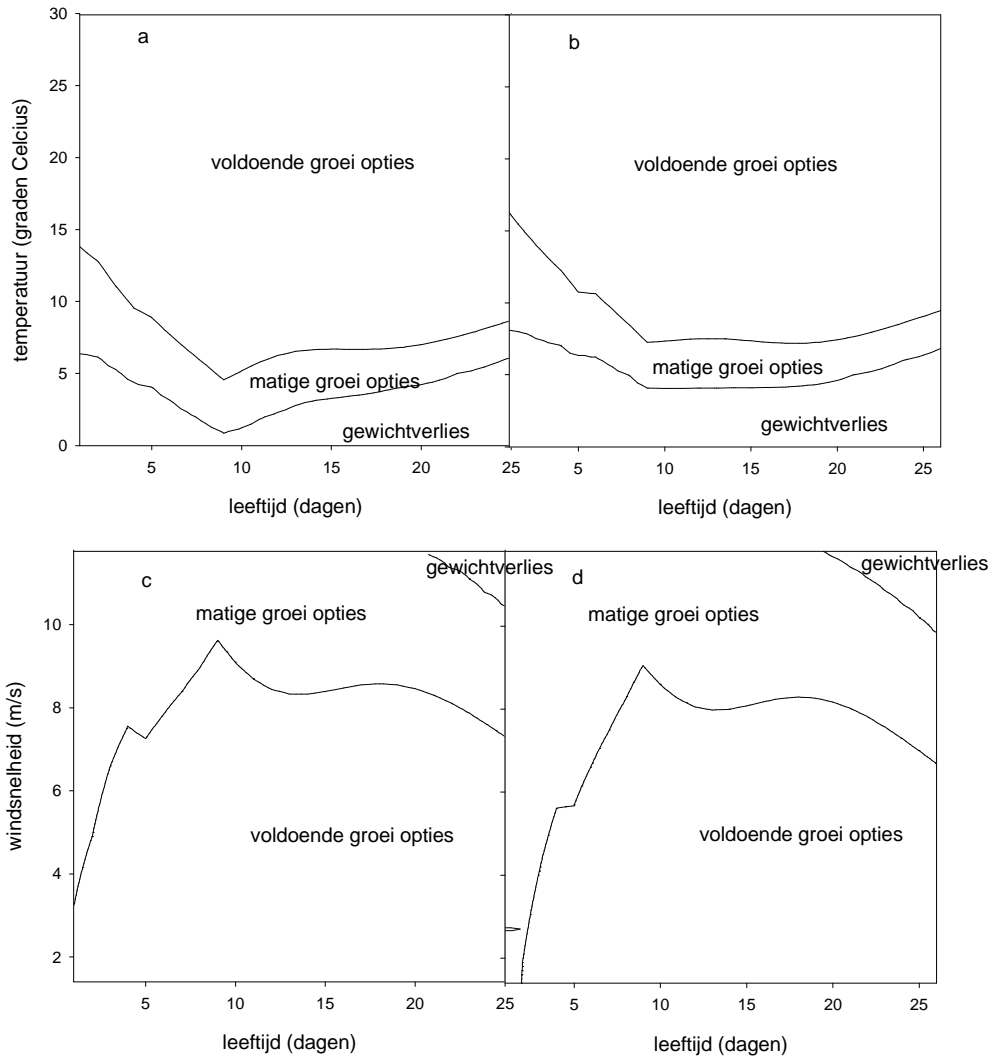 a
b
temperatuur (graden Celcius)
30
25
20
15
10
5
0
voldoende groei opties
voldoende groei opties
matige groei opties
matige groei opties
gewichtverlies
gewichtverlies
5
10
15
20
25
5
10
15
20
25
leeftijd (dagen)
leeftijd (dagen)
c
d
windsnelheid (m/s)
10
8
6
4
2
gewichtverlies
gewichtverlies
matige groei opties
matige groei opties
voldoende groei opties
voldoende groei opties
5
10
15
20
25
5
10
15
20
25
leeftijd (dagen)
leeftijd (dagen)